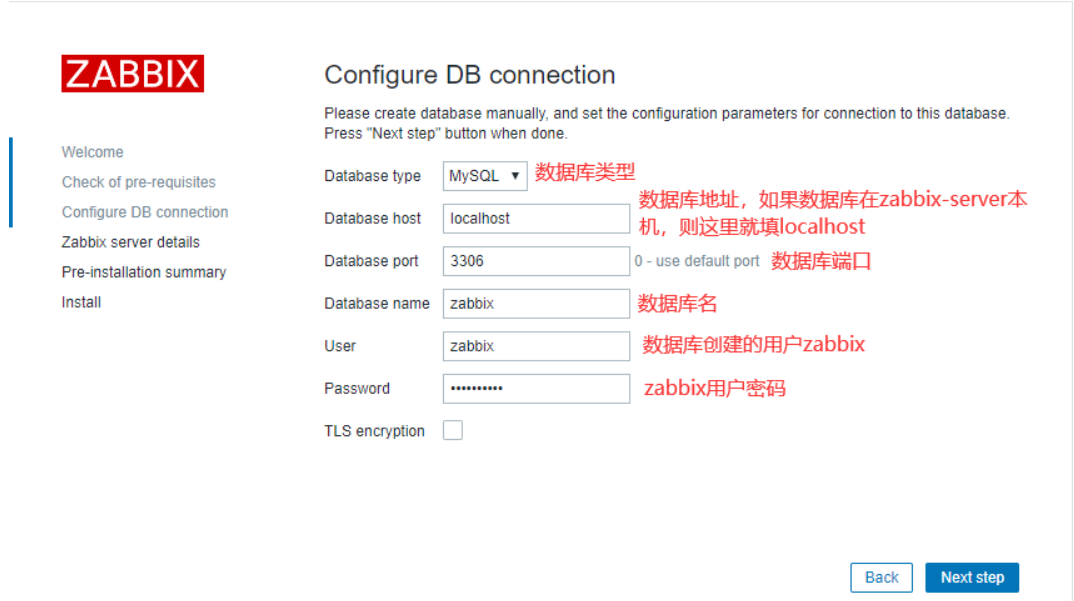 ZABBIX
Welcome
Check of pre-requisites
Configure DB connection
Zabbix server details
Pre-installation summary
Install
Configure DB connection
Please create database manually, and set the configuration parameters for connection to this database.
Press "Next step" button when done.
Database type MySQL ▼ 数据库类型
Database host localhost 数据库地址，如果数据库在zabbix-server本
机，则这里就填localhost
Database port 3306 0 - use default port 数据库端口
Database name zabbix 数据库名
User zabbix 数据库创建的用户zabbix
Password •••••••••• zabbix用户密码
TLS encryption
Back Next step